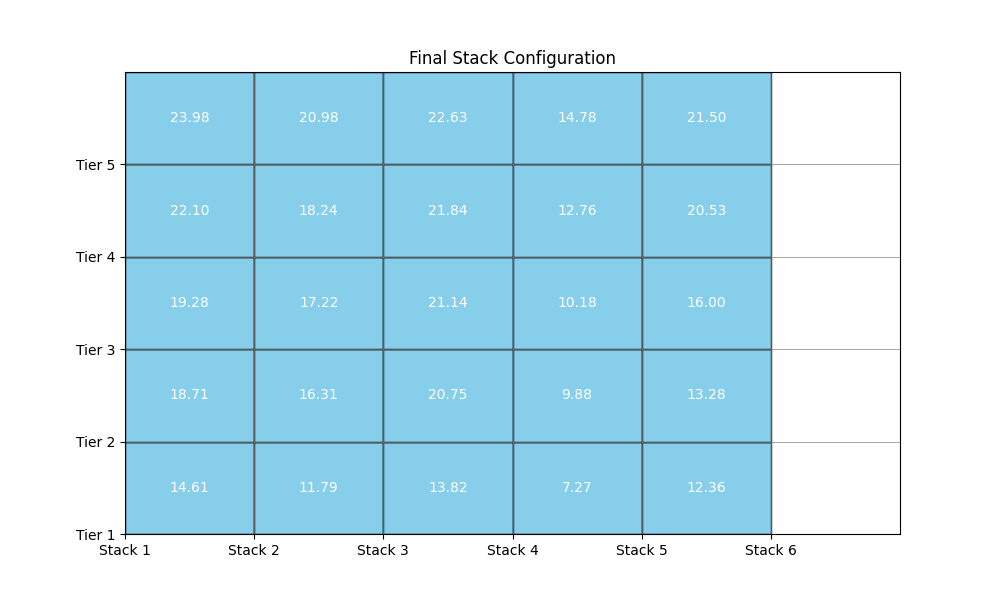 Final Stack Configuration
23.98 20.98 22.63 14.78 21.50
Tier 5
22.10 18.24 21.84 12.76 20.53
Tier 4
19.28 17.22 21.14 10.18 16.00
Tier 3
18.71 16.31 20.75 9.88 13.28
Tier 2
14.61 11.79 13.82 7.27 12.36
Tier 1
Stack 1 Stack 2 Stack 3 Stack 4 Stack 5 Stack 6